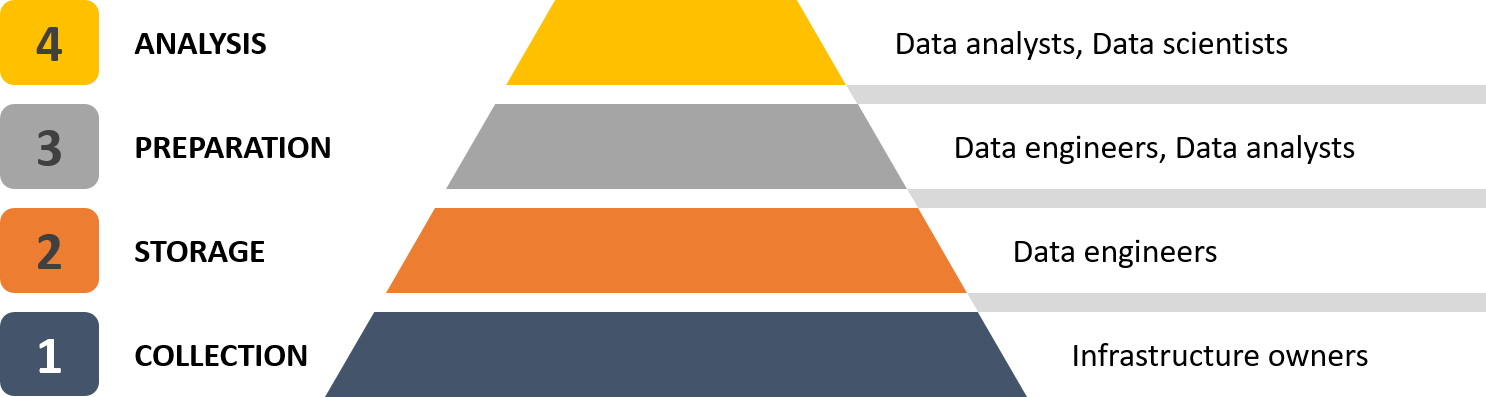 4 ANALYSIS Data analysts, Data scientists
3 PREPARATION Data engineers, Data analysts
2 STORAGE Data engineers
1 COLLECTION Infrastructure owners